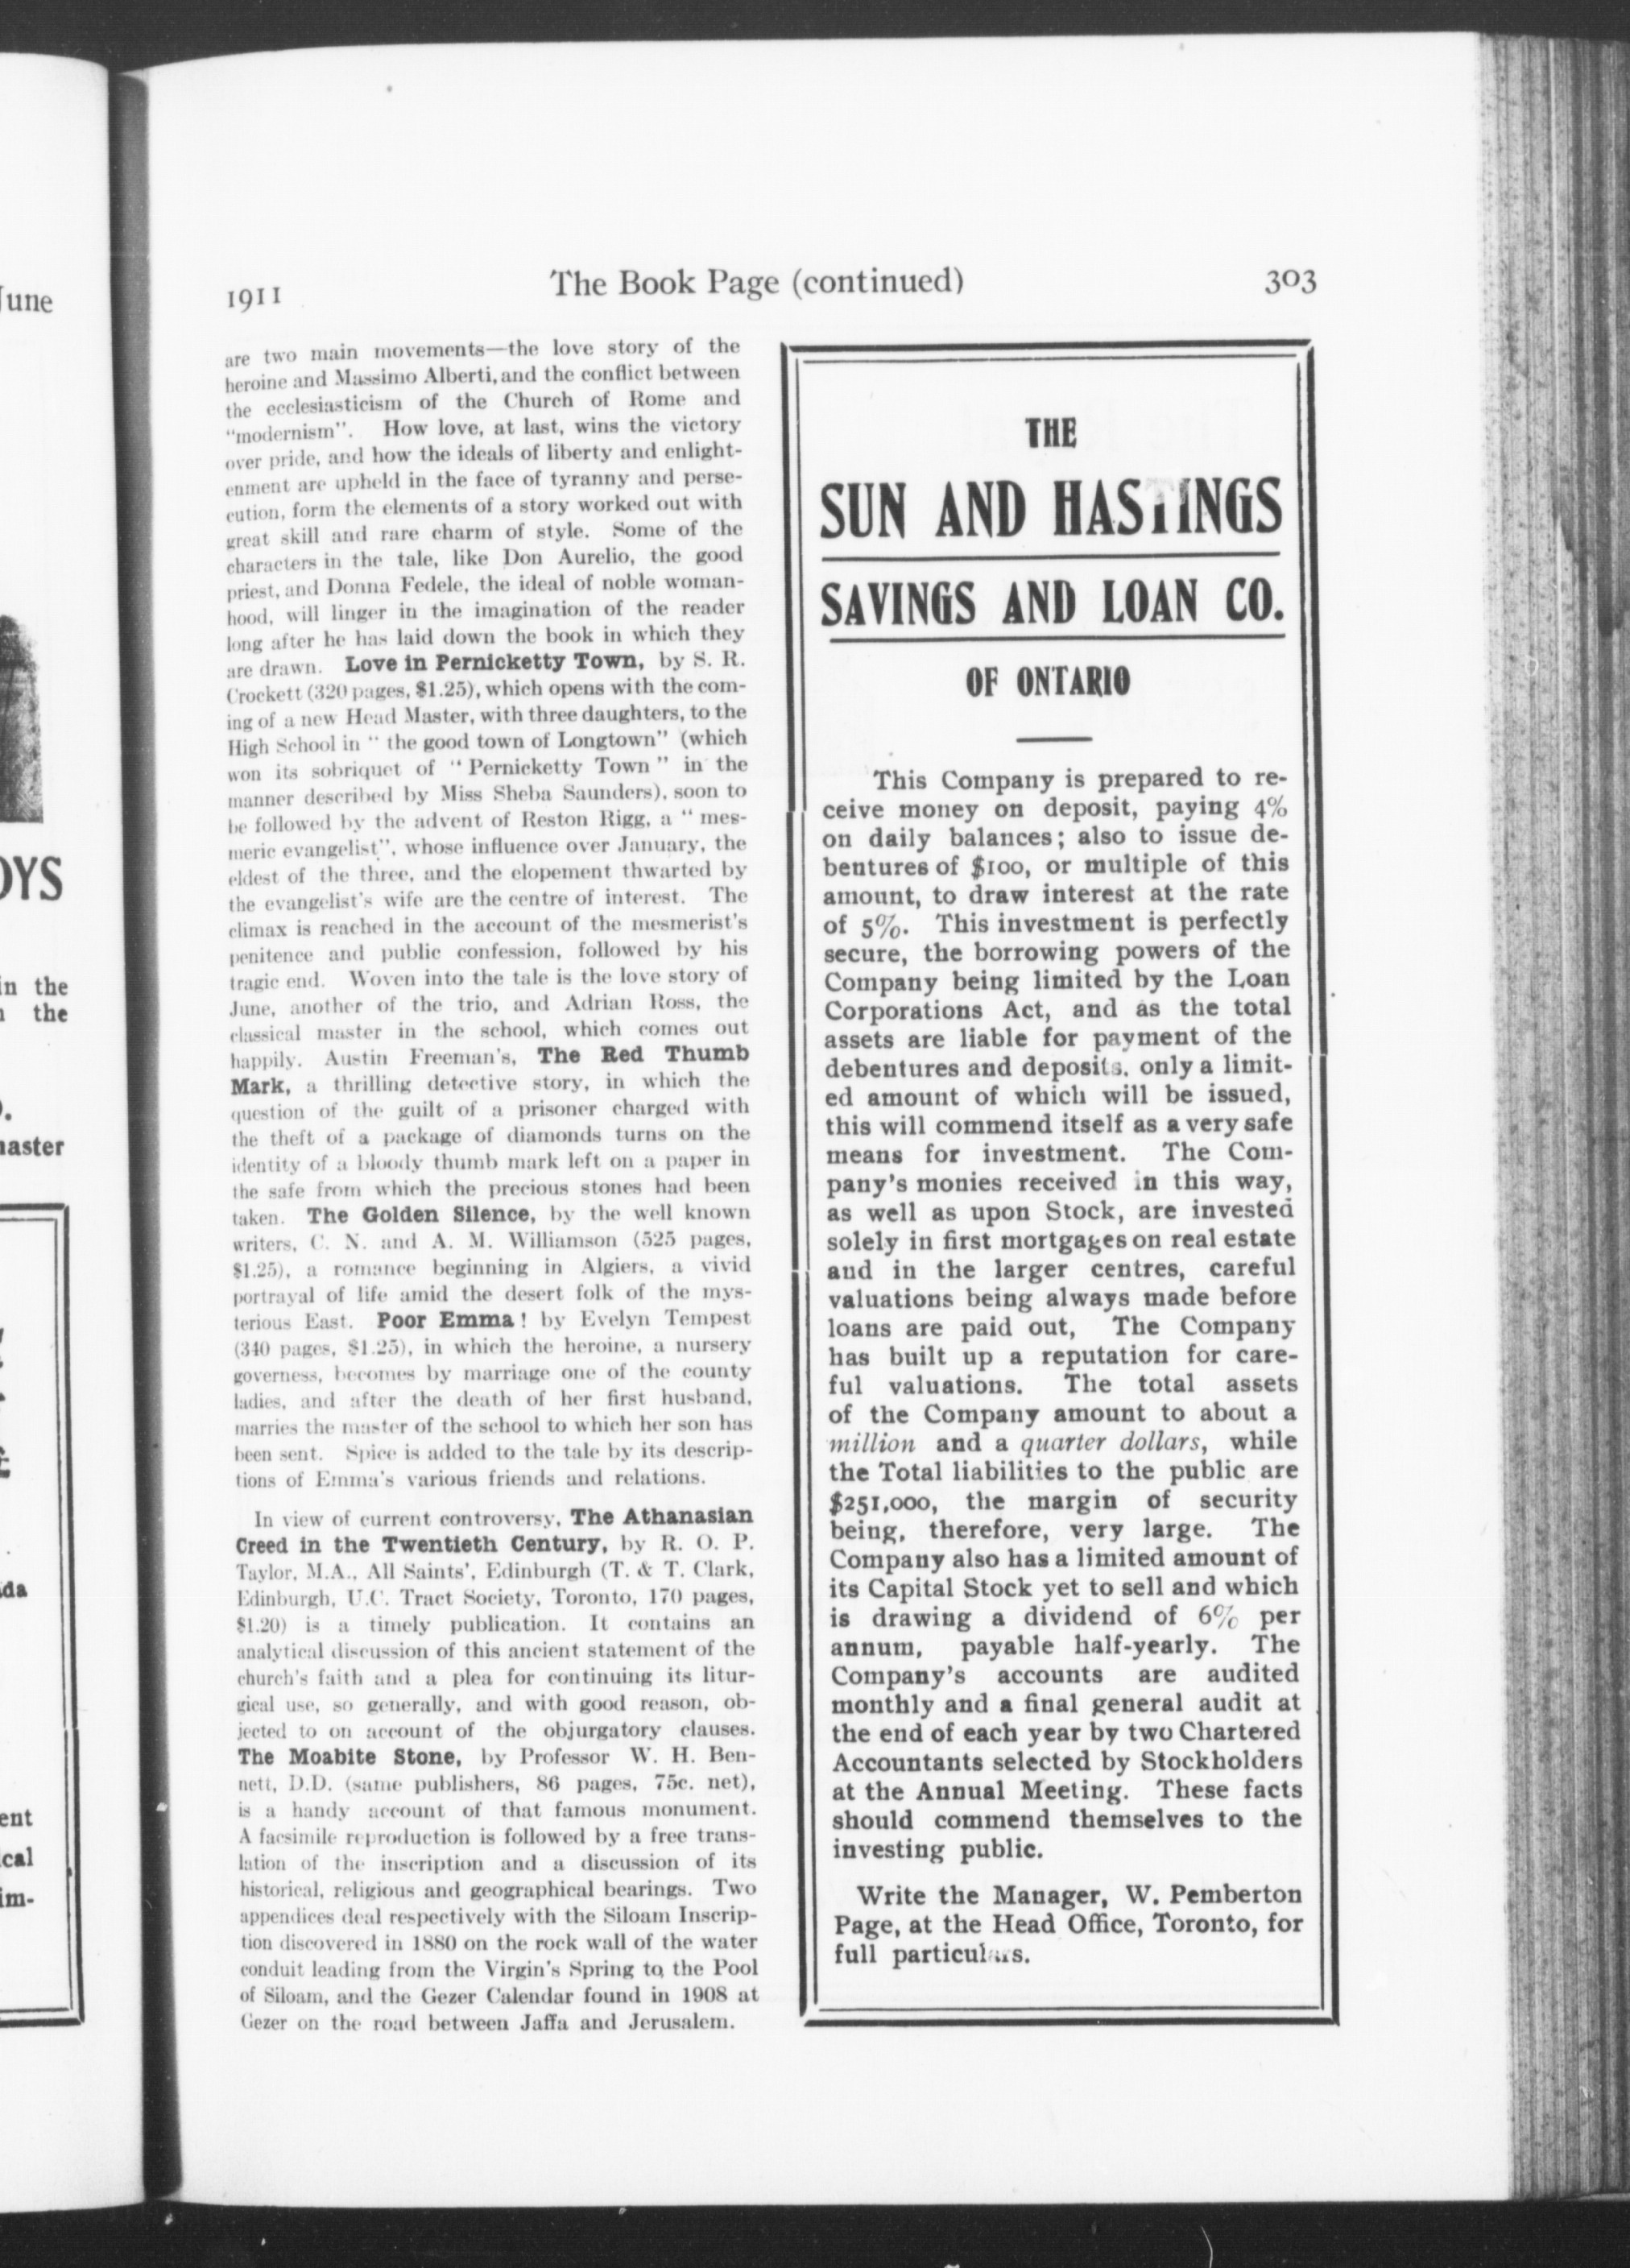 June
OYS
in the
the
master
da
ent
cal
im-
1911
The Book Page (continued)
303
are two main movements—the love story of the
heroine and Massimo Alberti, and the conflict between
the ecclesiasticism of the Church of Rome and
"modernism". How love, at last, wins the victory
over pride, and how the ideals of liberty and enlight-
enment are upheld in the face of tyranny and perse-
cution, form the elements of a story worked out with
great skill and rare charm of style. Some of the
characters in the tale, like Don Aurelio, the good
priest, and Donna Fedele, the ideal of noble woman-
hood, will linger in the imagination of the reader
long after he has laid down the book in which they
are drawn. Love in Pernicketty Town, by S. R.
Crockett (320 pages, $1.25), which opens with the com-
ing of a new Head Master, with three daughters, to the
High School in " the good town of Longtown" (which
won its sobriquet of " Pernicketty Town " in the
manner described by Miss Sheba Saunders), soon to
be followed by the advent of Reston Rigg, a " mes-
meric evangelist", whose influence over January, the
eldest of the three, and the elopement thwarted by
the evangelist's wife are the centre of interest. The
climax is reached in the account of the mesmerist's
penitence and public confession, followed by his
tragic end. Woven into the tale is the love story of
June, another of the trio, and Adrian Ross, the
classical master in the school, which comes out
happily. Austin Freeman's, The Red Thumb
Mark, a thrilling detective story, in which the
question of the guilt of a prisoner charged with
the theft of a package of diamonds turns on the
identity of a bloody thumb mark left on a paper in
the safe from which the precious stones had been
taken. The Golden Silence, by the well known
writers, C. N. and A. M. Williamson (525 pages,
$1.25), a romance beginning in Algiers, a vivid
portrayal of life amid the desert folk of the mys-
terious East. Poor Emma! by Evelyn Tempest
(340 pages, $1.25), in which the heroine, a nursery
governess, becomes by marriage one of the county
ladies, and after the death of her first husband,
marries the master of the school to which her son has
been sent. Spice is added to the tale by its descrip-
tions of Emma's various friends and relations.
In view of current controversy, The Athanasian
Creed in the Twentieth Century, by R. O. P.
Taylor, M.A., All Saints', Edinburgh (T. & T. Clark,
Edinburgh, U.C. Tract Society, Toronto, 170 pages,
$1.20) is a timely publication. It contains an
analytical discussion of this ancient statement of the
church's faith and a plea for continuing its litur-
gical use, so generally, and with good reason, ob-
jected to on account of the objurgatory clauses.
The Moabite Stone, by Professor W. H. Ben-
nett, D.D. (same publishers, 86 pages, 75c. net),
is a handy account of that famous monument.
A facsimile reproduction is followed by a free trans-
lation of the inscription and a discussion of its
historical, religious and geographical bearings. Two
appendices deal respectively with the Siloam Inscrip-
tion discovered in 1880 on the rock wall of the water
conduit leading from the Virgin's Spring to the Pool
of Siloam, and the Gezer Calendar found in 1908 at
Gezer on the road between Jaffa and Jerusalem.
THE
SUN AND HASTINGS
SAVINGS AND LOAN CO.
OF ONTARIO
This Company is prepared to re-
ceive money on deposit, paying 4%
on daily balances; also to issue de-
bentures of $100, or multiple of this
amount, to draw interest at the rate
of 5%. This investment is perfectly
secure, the borrowing powers of the
Company being limited by the Loan
Corporations Act, and as the total
assets are liable for payment of the
debentures and deposits, only a limit-
ed amount of which will be issued,
this will commend itself as a very safe
means for investment. The Com-
pany's monies received in this way,
as well as upon Stock, are invested
solely in first mortgages on real estate
and in the larger centres, careful
valuations being always made before
loans are paid out, The Company
has built up a reputation for care-
ful valuations. The total assets
of the Company amount to about a
million and a quarter dollars, while
the Total liabilities to the public are
$251,000, the margin of security
being, therefore, very large. The
Company also has a limited amount of
its Capital Stock yet to sell and which
is drawing a dividend of 6% per
annum, payable half-yearly. The
Company's accounts are audited
monthly and a final general audit at
the end of each year by two Chartered
Accountants selected by Stockholders
at the Annual Meeting. These facts
should commend themselves to the
investing public.
Write the Manager, W. Pemberton
Page, at the Head Office, Toronto, for
full particulars.